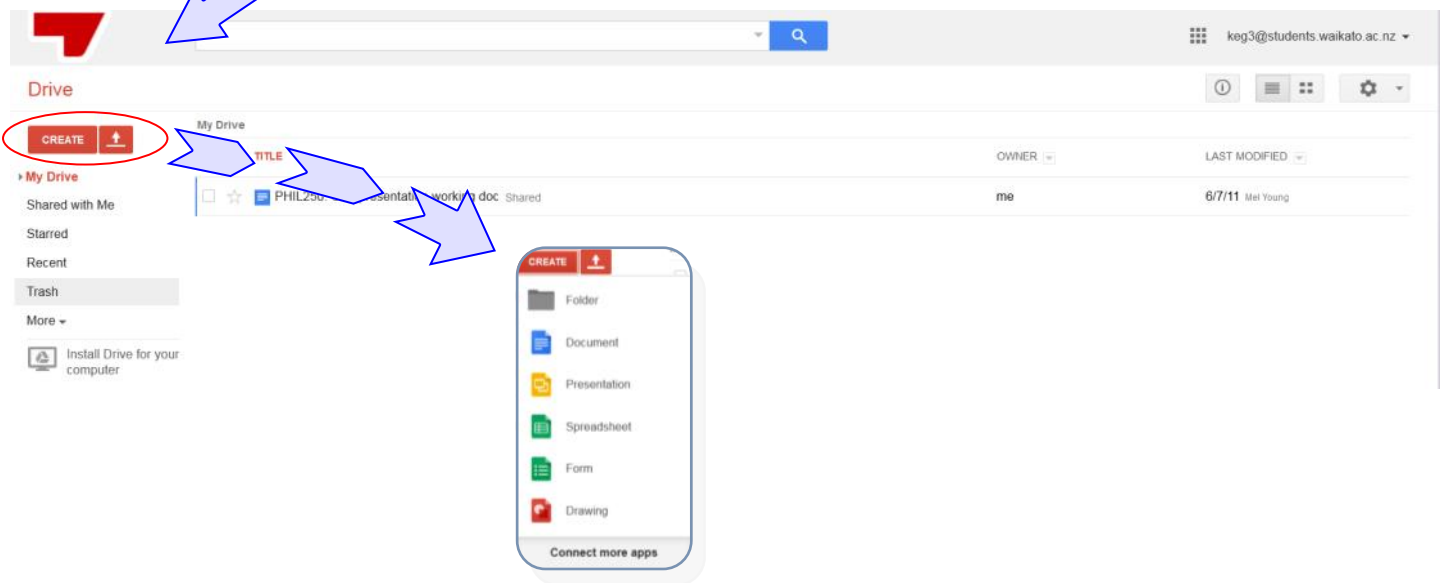 keg3@students.waikato.ac.nz
Drive
CREATE
My Drive
TITLE
OWNER
LAST MODIFIED
My Drive
working doc Shared
me
6/7/11 Mel Young
Shared with Me
Starred
Recent
Trash
More
Install Drive for your
computer
CREATE
Folder
Document
Presentation
Spreadsheet
Form
Drawing
Connect more apps